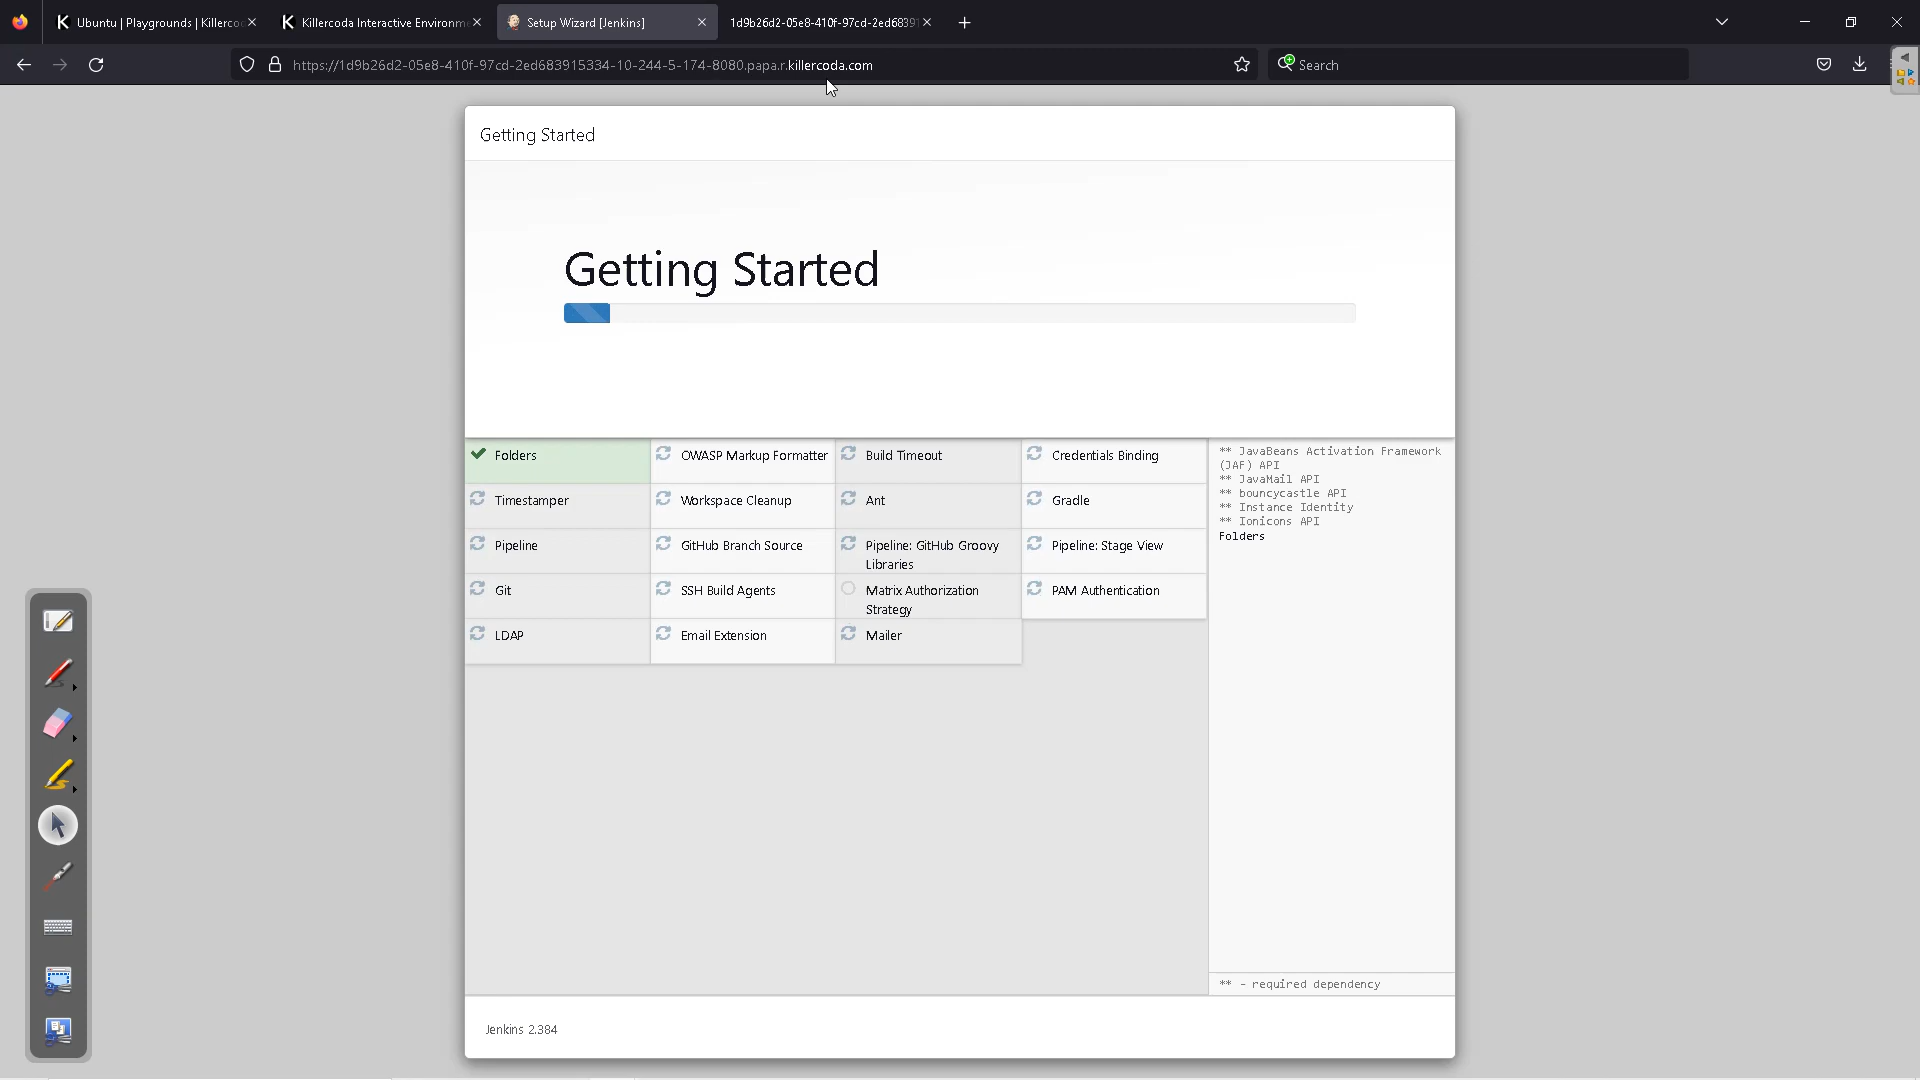 Ubuntu | Playgrounds | Killerco
Killercoda Interactive Environm
Setup Wizard [Jenkins]
1d9b26d2-05e8-410f-97cd-2ed68391
https://1d9b26d2-05e8-410f-97cd-2ed683915334-10-244-5-174-8080.papa.r.killercoda.com
Search
Getting Started
Getting Started
Folders
OWASP Markup Formatter
Build Timeout
Credentials Binding
Timestamper
Workspace Cleanup
Ant
Gradle
Pipeline
GitHub Branch Source
Pipeline: GitHub Groovy
Libraries
Pipeline: Stage View
Git
SSH Build Agents
Matrix Authorization
Strategy
PAM Authentication
LDAP
Email Extension
Mailer
** JavaBeans Activation Framework
(JAF) API
** JavaMail API
** bouncycastle API
** Instance Identity
** Ionicons API
Folders
** - required dependency
Jenkins 2.384